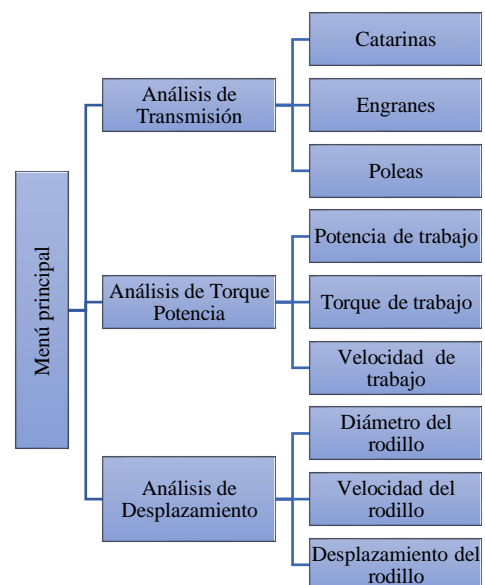 Menú principal
Análisis de
Transmisión
Catarinas
Engranes
Poleas
Análisis de Torque
Potencia
Potencia de trabajo
Torque de trabajo
Velocidad de
trabajo
Análisis de
Desplazamiento
Diámetro del
rodillo
Velocidad del
rodillo
Desplazamiento del
rodillo